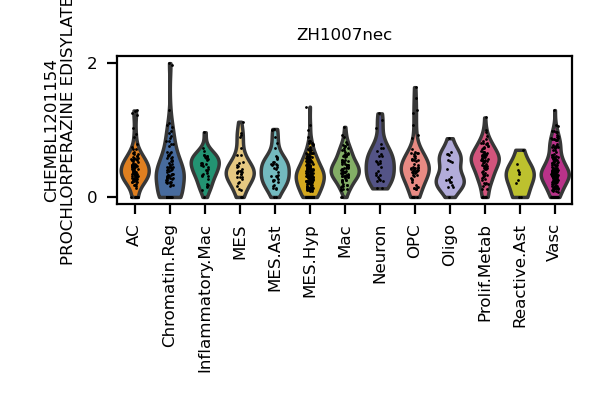 ZH1007nec
CHEMBL1201154
PROCHLORPERAZINE EDISYLATE
2
0
AC
Chromatin.Reg
Inflammatory.Mac
MES
MES.Ast
MES.Hyp
Mac
Neuron
OPC
Oligo
Prolif.Metab
Reactive.Ast
Vasc